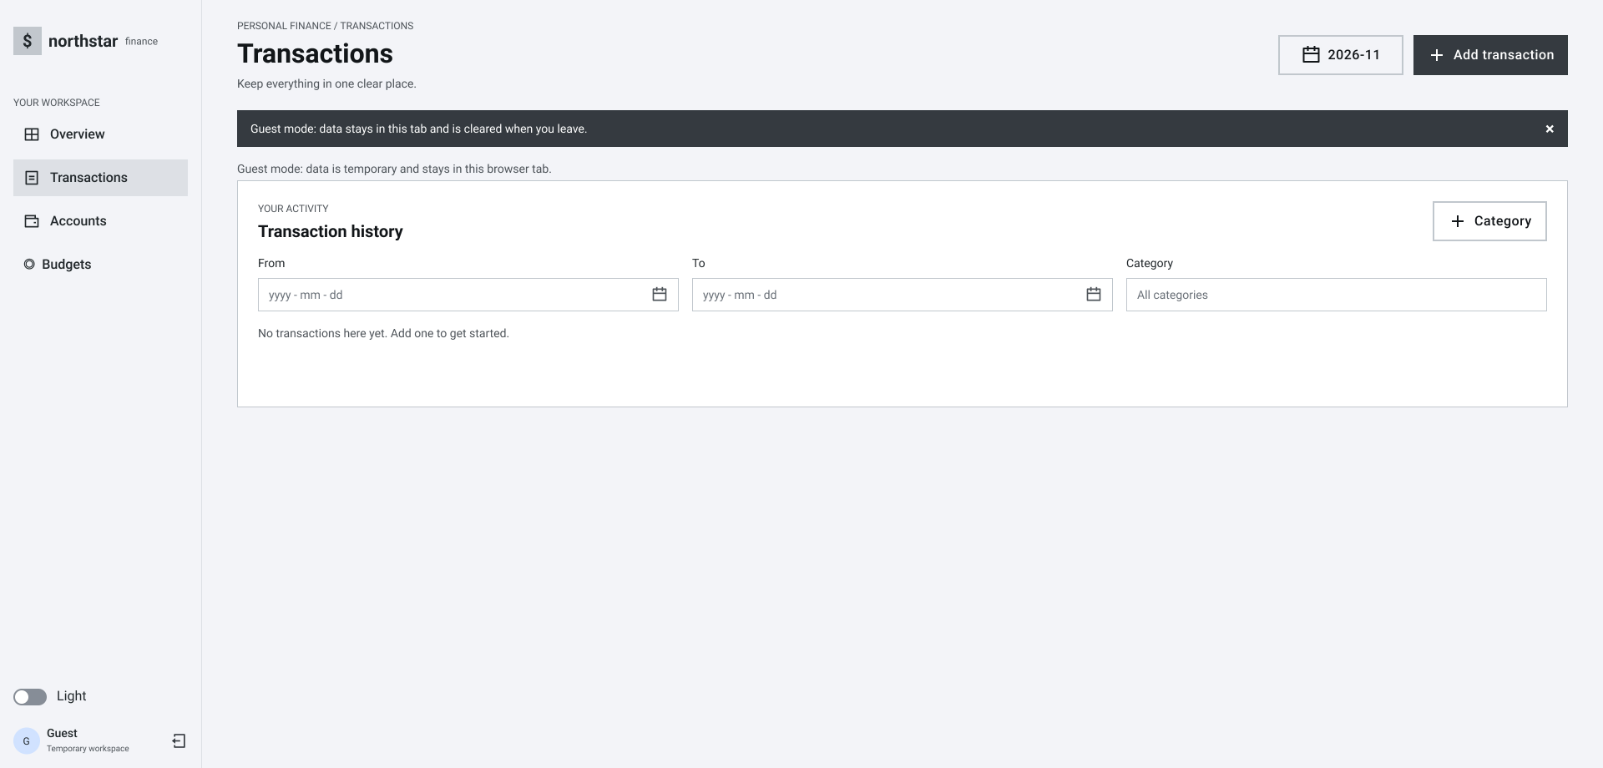 $ northstar finance
YOUR WORKSPACE
Overview
Transactions
Accounts
Budgets
Light
G
Guest
Temporary workspace
PERSONAL FINANCE / TRANSACTIONS
Transactions
Keep everything in one clear place.
2026-11
Add transaction
Guest mode: data stays in this tab and is cleared when you leave.
Guest mode: data is temporary and stays in this browser tab.
YOUR ACTIVITY
Transaction history
Category
From
To
Category
yyyy - mm - dd
yyyy - mm - dd
All categories
No transactions here yet. Add one to get started.